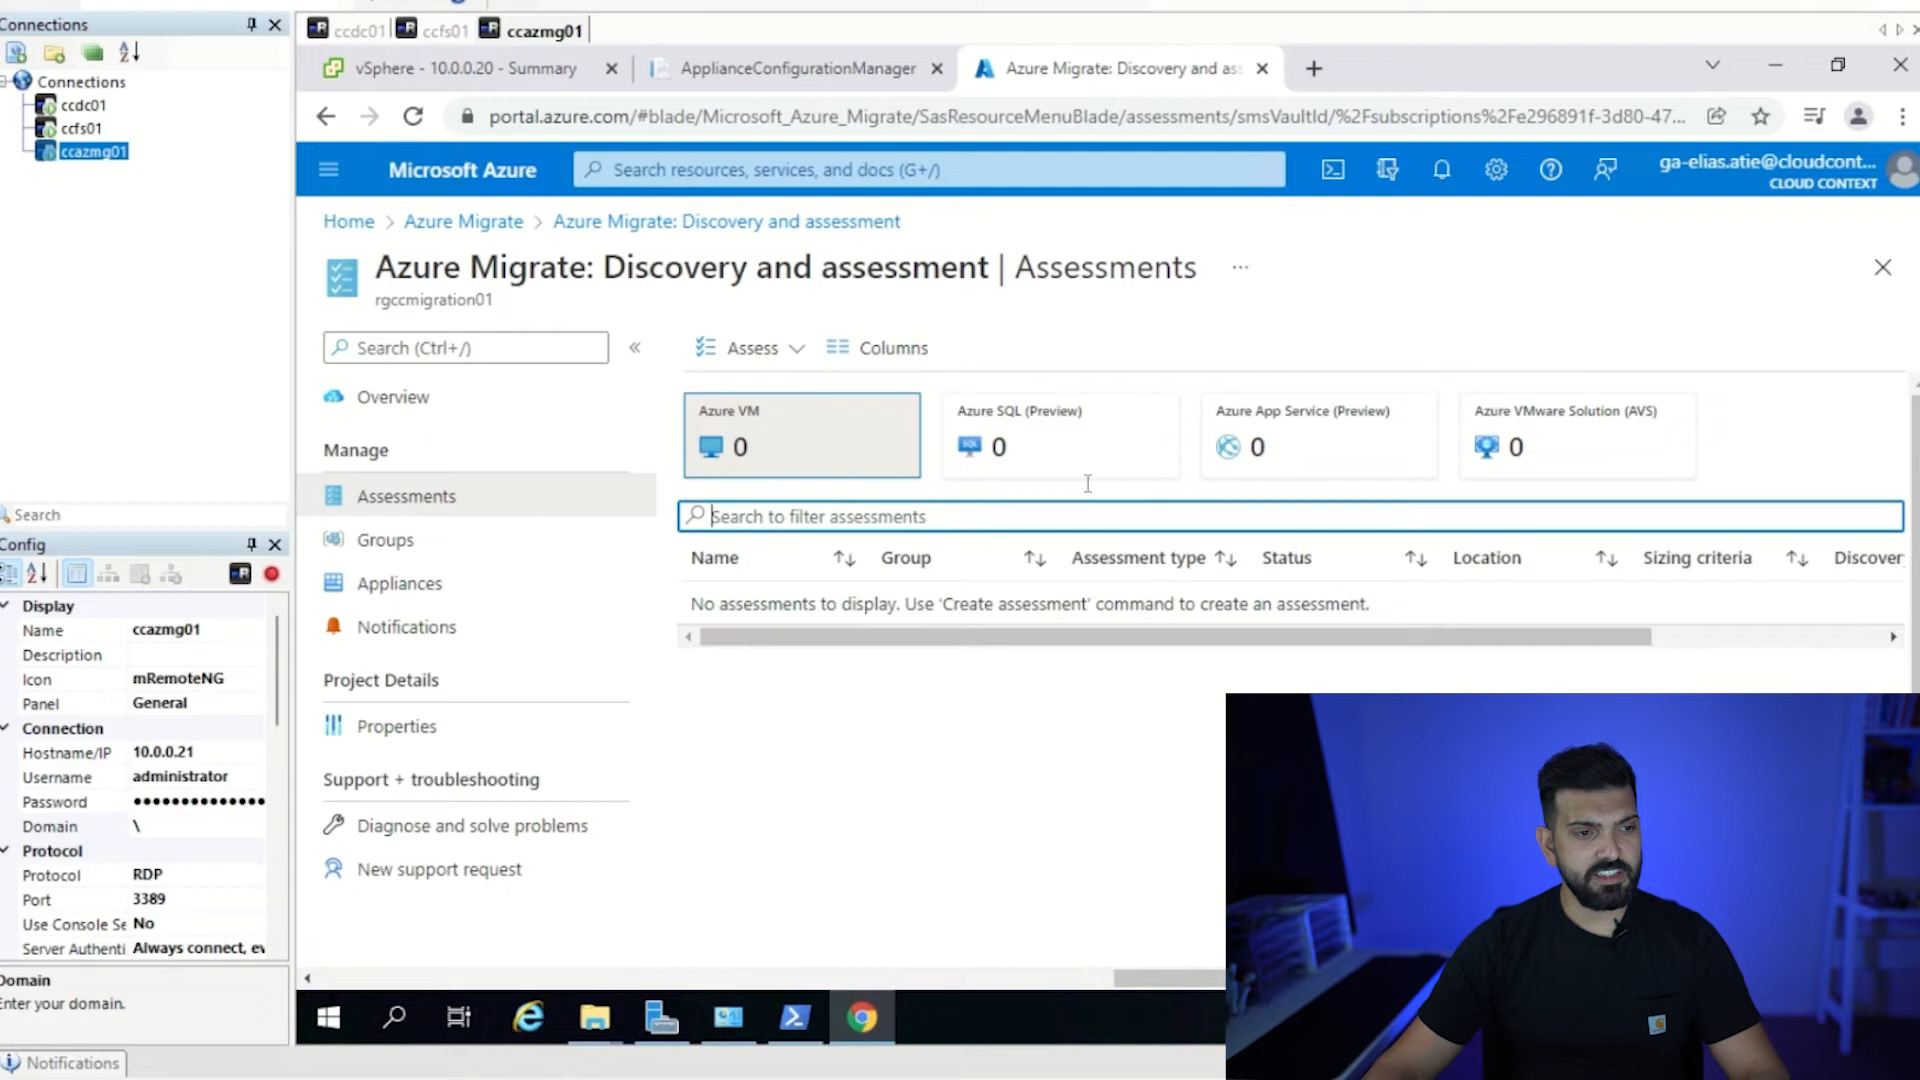 Connections
ccdc01
ccfs01
ccazmg01
vSphere - 10.0.0.20 - Summary
ApplianceConfigurationManager
Azure Migrate: Discovery and as
portal.azure.com/#blade/Microsoft_Azure_Migrate/SasResourceMenuBlade/assessments/smsVaultId/%2Fsubscriptions%2Fe296891f-3d80-47...
Connections
ccdc01
ccfs01
ccazmg01
Microsoft Azure
Search resources, services, and docs (G+/)
ga-elias.atie@cloudcont...
CLOUD CONTEXT
Home > Azure Migrate > Azure Migrate: Discovery and assessment
Azure Migrate: Discovery and assessment | Assessments ...
rgccmigration01
Search (Ctrl+/)
«
Overview
Manage
Assessments
Groups
Appliances
Notifications
Project Details
Properties
Support + troubleshooting
Diagnose and solve problems
New support request
Assess
Columns
Azure VM
0
Azure SQL (Preview)
SQL
0
Azure App Service (Preview)
0
Azure VMware Solution (AVS)
0
Search to filter assessments
Name Group Assessment type Status Location Sizing criteria Discover
No assessments to display. Use 'Create assessment' command to create an assessment.
Search
Config
Display
Name ccazmg01
Description
Icon mRemoteNG
Panel General
Connection
Hostname/IP 10.0.0.21
Username administrator
Password ••••••••••••••
Domain \
Protocol
Protocol RDP
Port 3389
Use Console Se No
Server Authenti Always connect, ev
Domain
Enter your domain.
Notifications